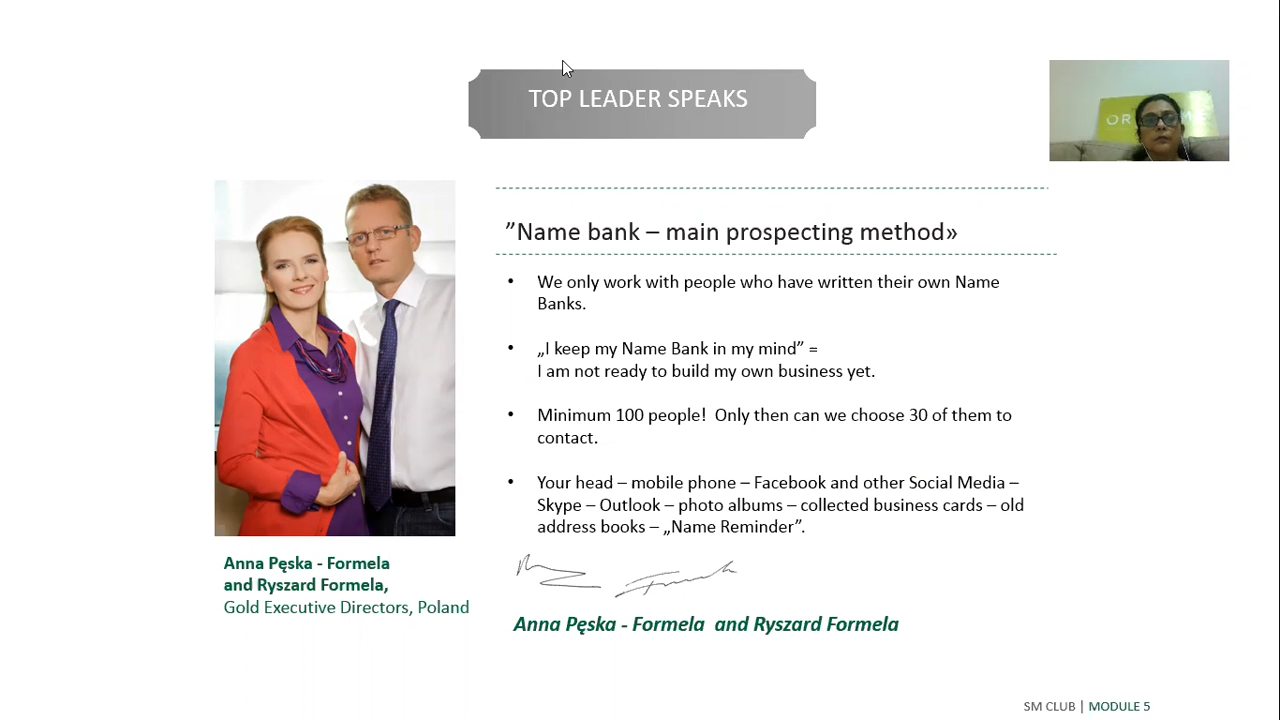 TOP LEADER SPEAKS
”Name bank – main prospecting method»
• We only work with people who have written their own Name
Banks.
• „I keep my Name Bank in my mind” =
I am not ready to build my own business yet.
• Minimum 100 people! Only then can we choose 30 of them to
contact.
• Your head – mobile phone – Facebook and other Social Media –
Skype – Outlook – photo albums – collected business cards – old
address books – „Name Reminder”.
Anna Pęska - Formela
and Ryszard Formela,
Gold Executive Directors, Poland
Anna Pęska - Formela and Ryszard Formela
SM CLUB | MODULE 5